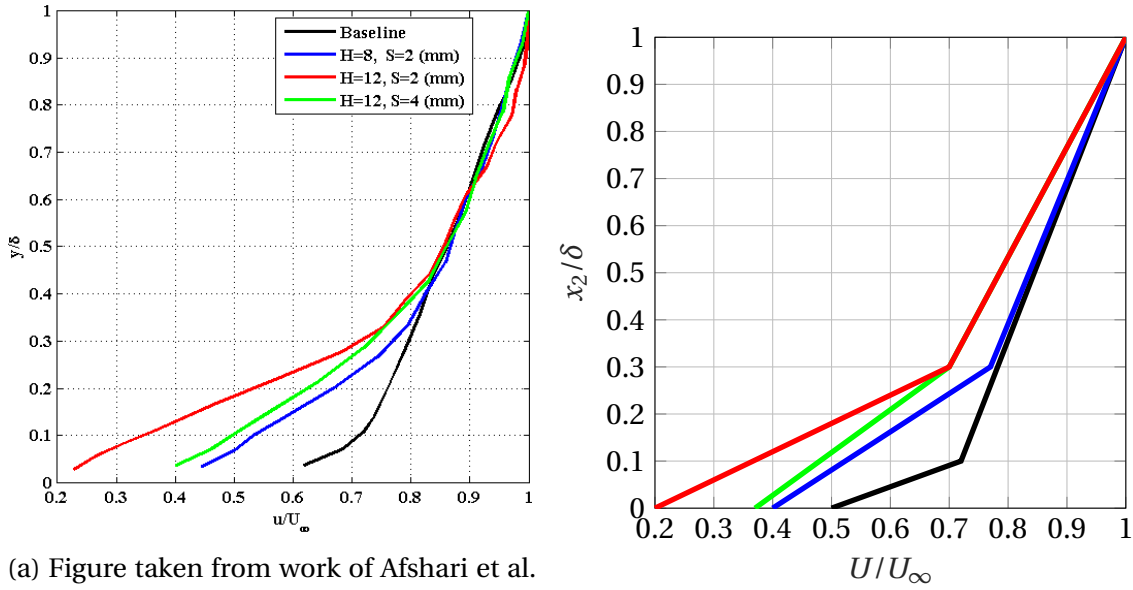 1
0.9
0.8
0.7
0.6
0.5
0.4
0.3
0.2
0.1
0
y/δ
0.2 0.3 0.4 0.5 0.6 0.7 0.8 0.9 1
u/U∞
Baseline
H=8, S=2 (mm)
H=12, S=2 (mm)
H=12, S=4 (mm)
(a) Figure taken from work of Afshari et al.
1
0.9
0.8
0.7
0.6
0.5
0.4
0.3
0.2
0.1
0
x₂/δ
0.2 0.3 0.4 0.5 0.6 0.7 0.8 0.9 1
U/U∞